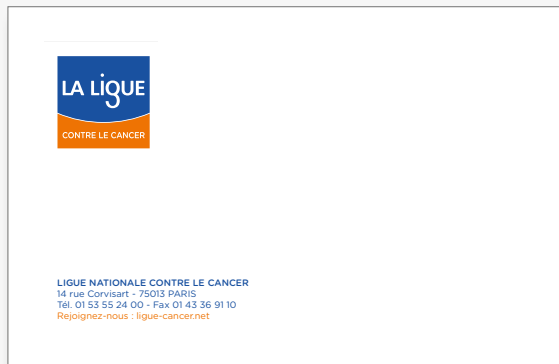 LA LiGUE
CONTRE LE CANCER
LIGUE NATIONALE CONTRE LE CANCER
14 rue Corvisart - 75013 PARIS
Tél. 01 53 55 24 00 - Fax 01 43 36 91 10
Rejoignez-nous : ligue-cancer.net